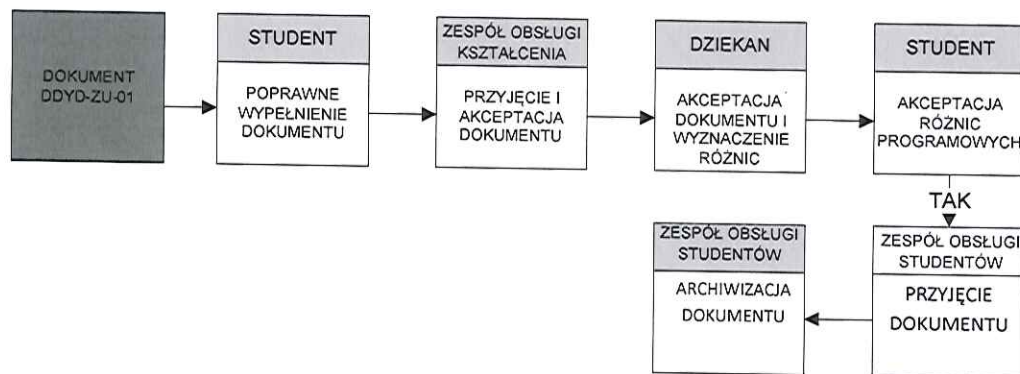 DOKUMENT
DDYD-ZU-01
STUDENT
POPRAWNE
WYPEŁNIENIE
DOKUMENTU
ZESPÓŁ OBSŁUGI
KSZTAŁCENIA
PRZYJĘCIE I
AKCEPTACJA
DOKUMENTU
DZIEKAN
AKCEPTACJA
DOKUMENTU I
WYZNACZENIE
RÓŻNIC
STUDENT
AKCEPTACJA
RÓŻNIC
PROGRAMOWYCH
TAK
ZESPÓŁ OBSŁUGI
STUDENTÓW
PRZYJĘCIE
DOKUMENTU
ZESPÓŁ OBSŁUGI
STUDENTÓW
ARCHIWIZACJA
DOKUMENTU